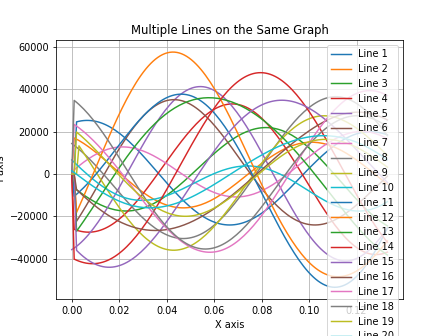 Multiple Lines on the Same Graph
60000
40000
20000
0
−20000
−40000
0.00 0.02 0.04 0.06 0.08 0.10
X axis
Line 1
Line 2
Line 3
Line 4
Line 5
Line 6
Line 7
Line 8
Line 9
Line 10
Line 11
Line 12
Line 13
Line 14
Line 15
Line 16
Line 17
Line 18
Line 19
Line 20